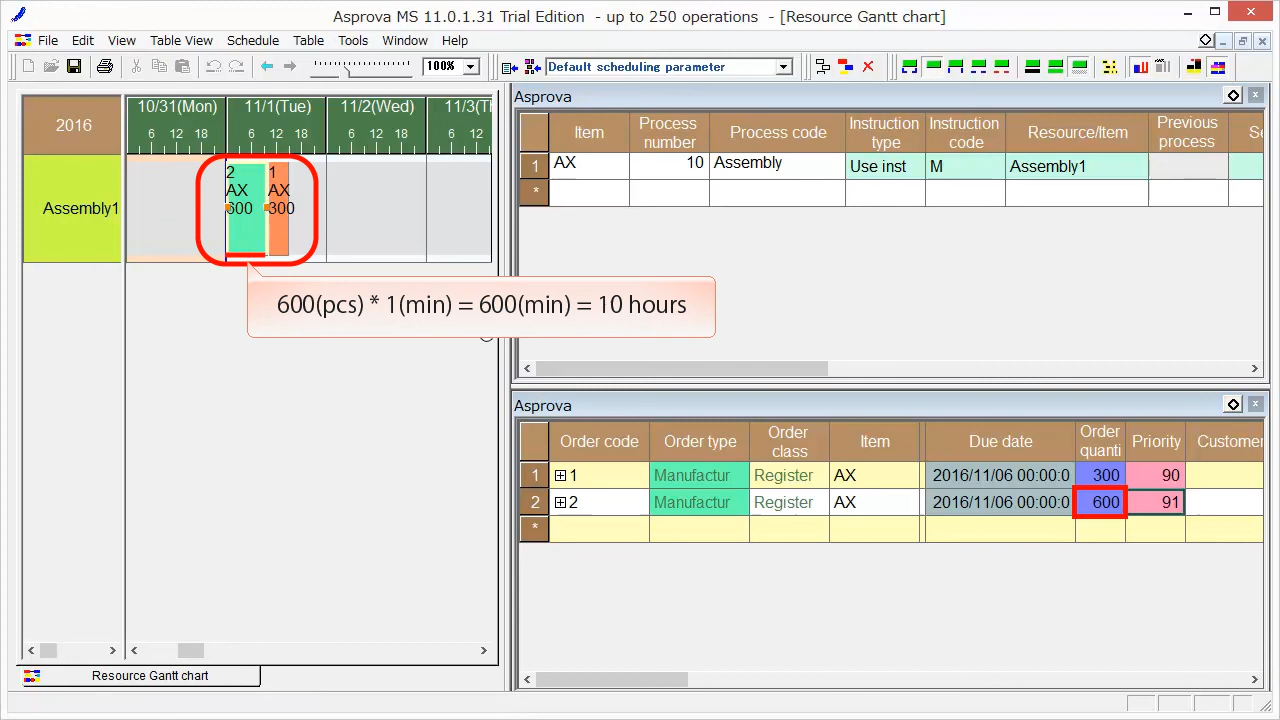 Asprova MS 11.0.1.31 Trial Edition - up to 250 operations - [Resource Gantt chart]
File Edit View Table View Schedule Table Tools Window Help
100% Default scheduling parameter
2016
10/31(Mon) 11/1(Tue) 11/2(Wed) 11/3(T
6 12 18 6 12 18 6 12 18 6 12
Assembly1
2
AX
600
1
AX
300
600(pcs) * 1(min) = 600(min) = 10 hours
Resource Gantt chart
Asprova
Item Process number Process code Instruction type Instruction code Resource/Item Previous process Se
1 AX 10 Assembly Use inst M Assembly1
*
Asprova
Order code Order type Order class Item Due date Order quanti Priority Customer
1 1 Manufactur Register AX 2016/11/06 00:00:0 300 90
2 2 Manufactur Register AX 2016/11/06 00:00:0 600 91
*